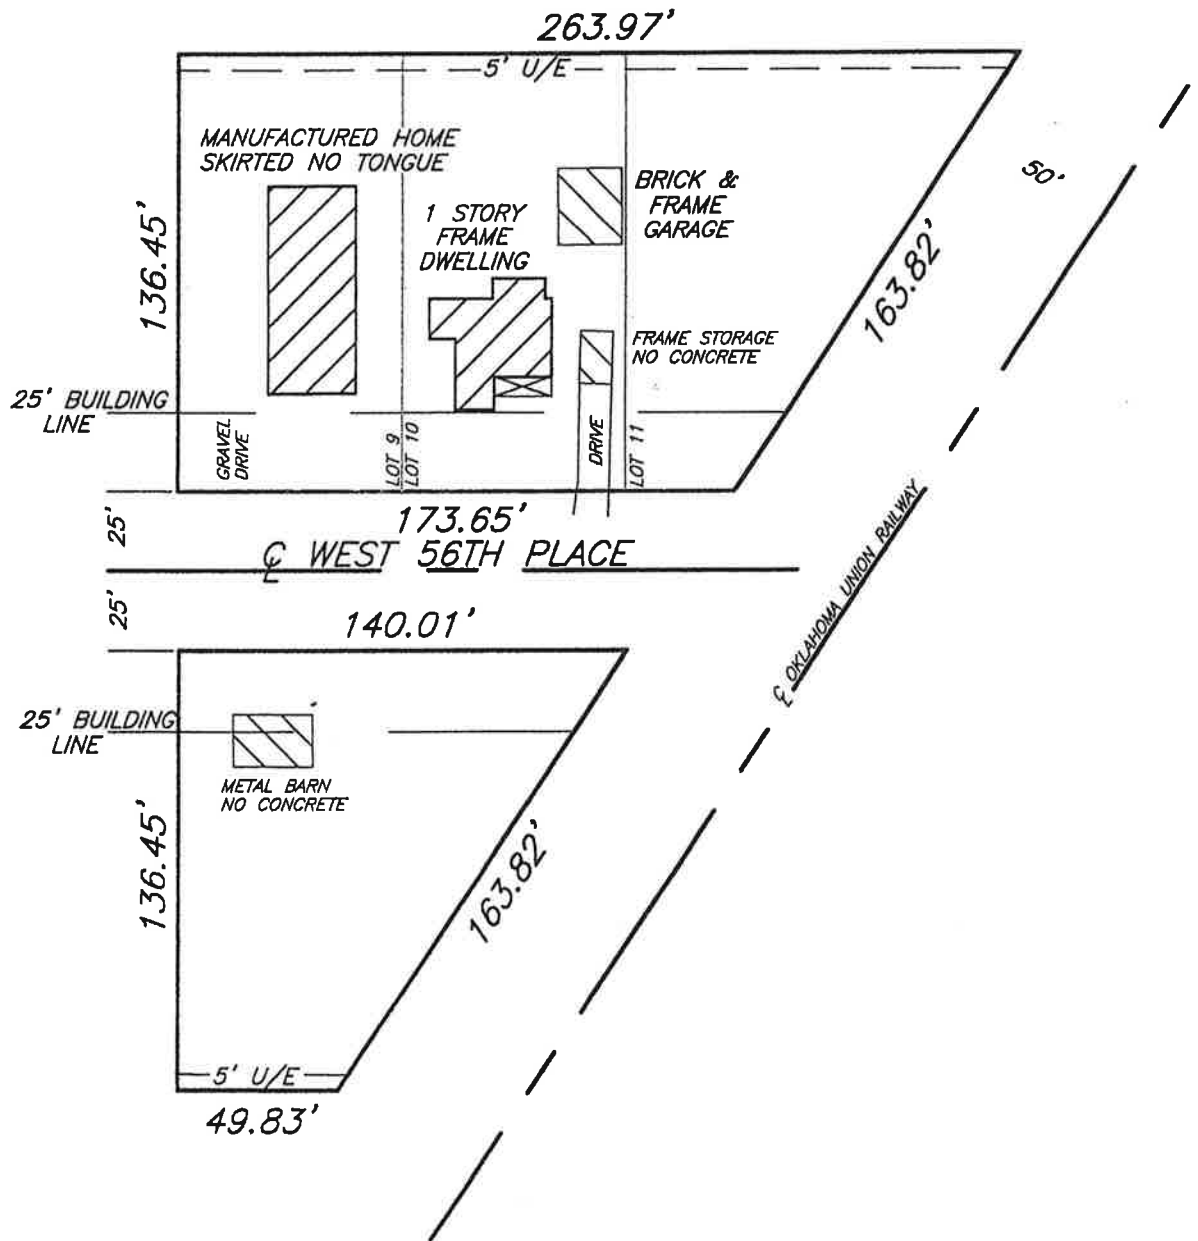 263.97'
5' U/E
MANUFACTURED HOME
SKIRTED NO TONGUE
136.45'
1 STORY
FRAME
DWELLING
BRICK &
FRAME
GARAGE
50'
163.82'
FRAME STORAGE
NO CONCRETE
25' BUILDING
LINE
GRAVEL
DRIVE
LOT 9
LOT 10
DRIVE
LOT 11
173.65'
25'
℄ WEST 56TH PLACE
25'
℄ OKLAHOMA UNION RAILWAY
140.01'
25' BUILDING
LINE
METAL BARN
NO CONCRETE
136.45'
163.82'
5' U/E
49.83'